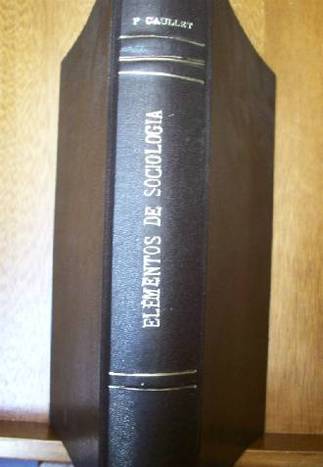 P CAULLET
ELEMENTOS DE SOCIOLOGIA